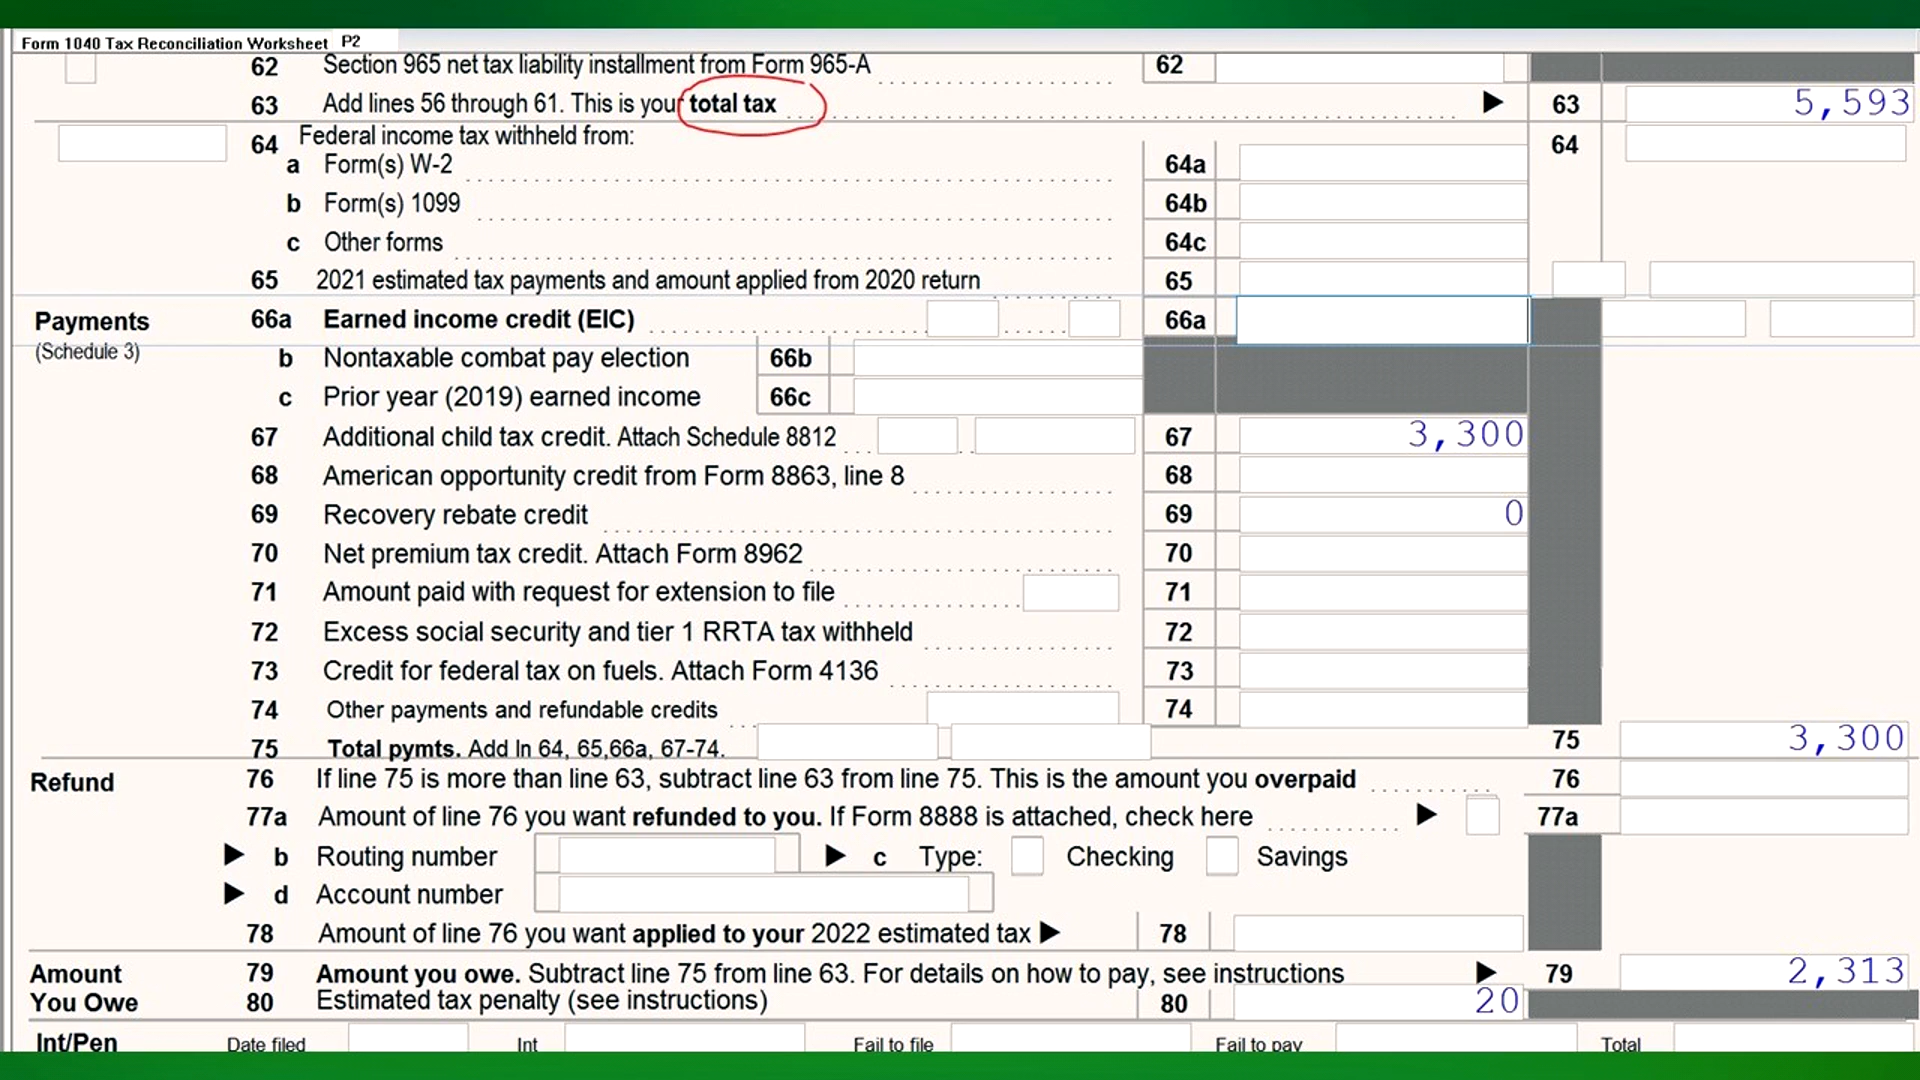 Form 1040 Tax Reconciliation Worksheet P2
62 Section 965 net tax liability installment from Form 965-A 62
63 Add lines 56 through 61. This is your total tax 63 5,593
64 Federal income tax withheld from: 64
a Form(s) W-2 64a
b Form(s) 1099 64b
c Other forms 64c
65 2021 estimated tax payments and amount applied from 2020 return 65
Payments 66a Earned income credit (EIC) 66a
(Schedule 3)
b Nontaxable combat pay election 66b
c Prior year (2019) earned income 66c
67 Additional child tax credit. Attach Schedule 8812 67 3,300
68 American opportunity credit from Form 8863, line 8 68
69 Recovery rebate credit 69 0
70 Net premium tax credit. Attach Form 8962 70
71 Amount paid with request for extension to file 71
72 Excess social security and tier 1 RRTA tax withheld 72
73 Credit for federal tax on fuels. Attach Form 4136 73
74 Other payments and refundable credits 74
75 Total pymts. Add ln 64, 65,66a, 67-74. 75 3,300
Refund 76 If line 75 is more than line 63, subtract line 63 from line 75. This is the amount you overpaid 76
77a Amount of line 76 you want refunded to you. If Form 8888 is attached, check here 77a
b Routing number c Type: Checking Savings
d Account number
78 Amount of line 76 you want applied to your 2022 estimated tax 78
Amount 79 Amount you owe. Subtract line 75 from line 63. For details on how to pay, see instructions 79 2,313
You Owe 80 Estimated tax penalty (see instructions) 80 20
Int/Pen Date filed Int Fail to file Fail to pay Total